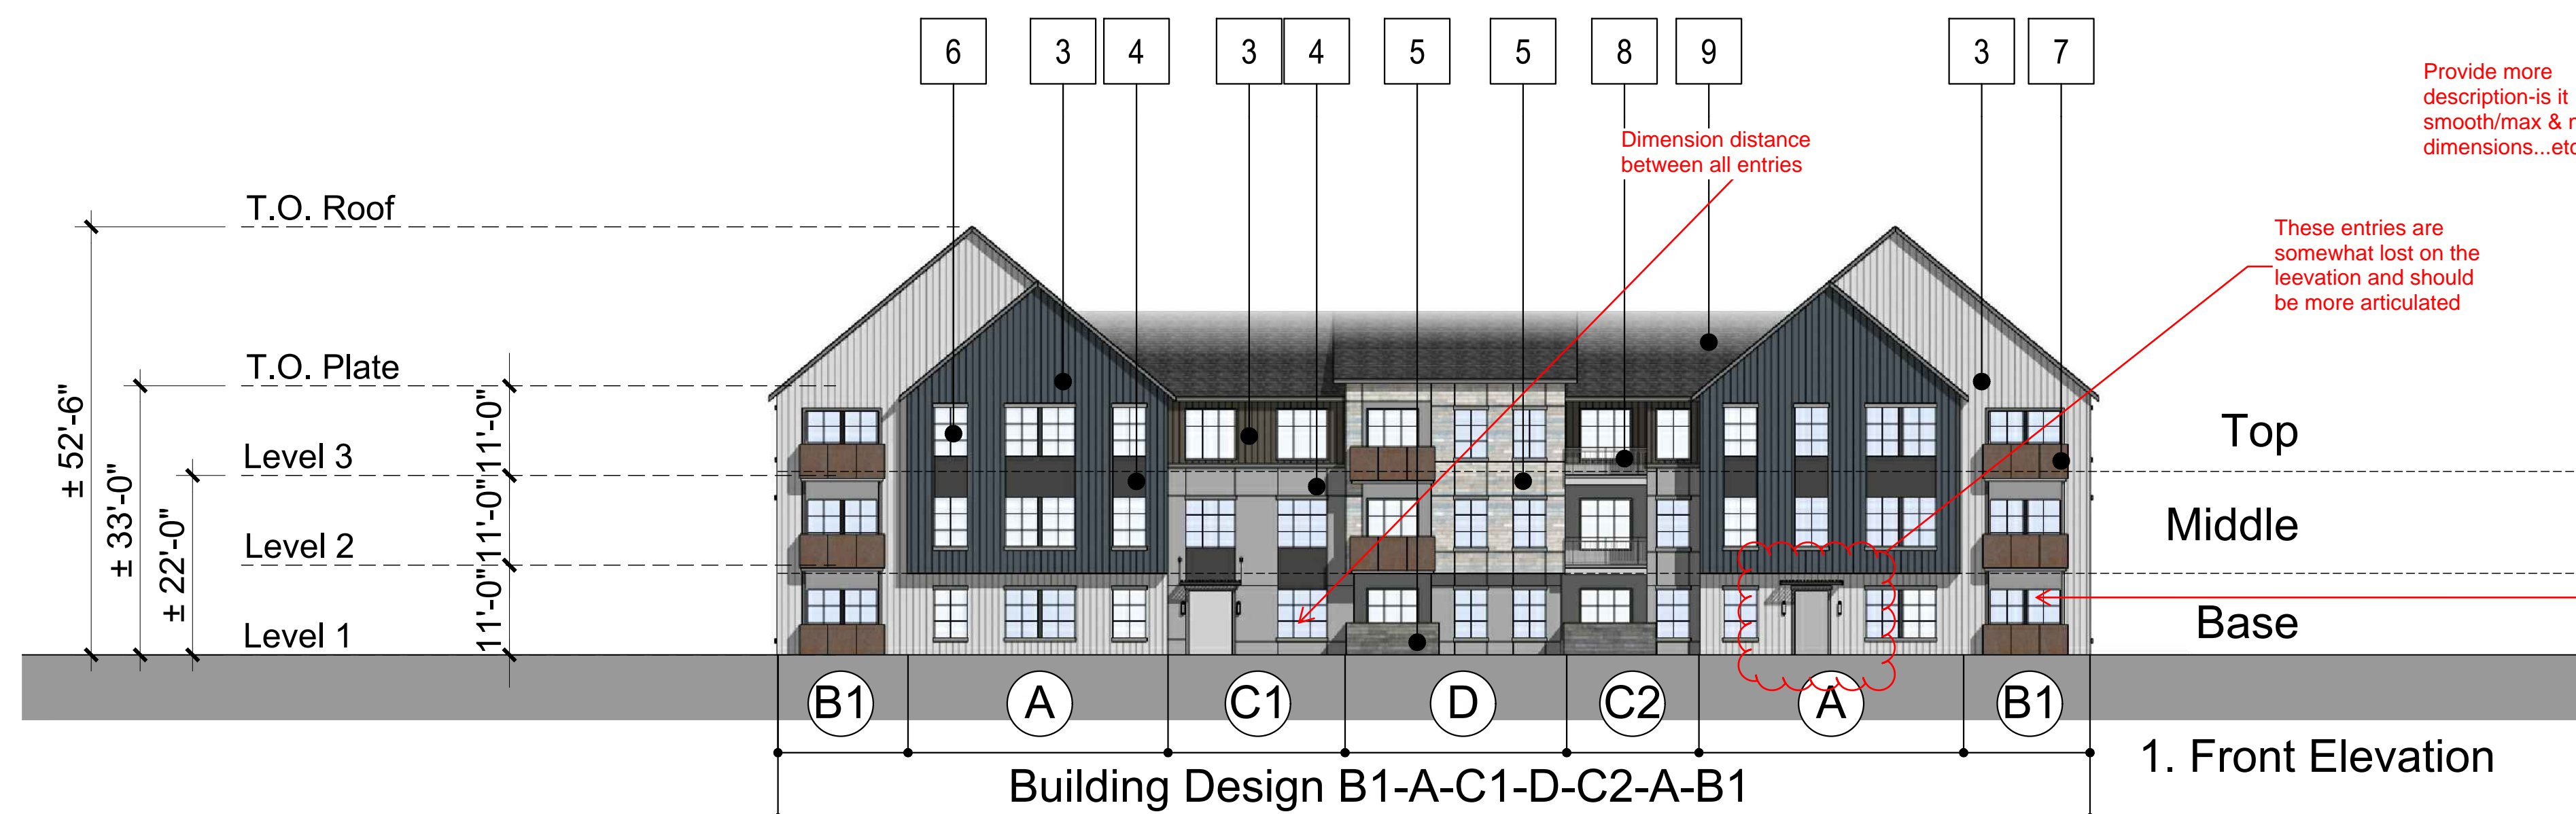 6 3 4 3 4 5 5 8 9 3 7
Provide more
description-is it
smooth/max &
dimensions...etc
Dimension distance
between all entries
T.O. Roof
These entries are
somewhat lost on the
leevation and should
be more articulated
T.O. Plate
± 52'-6"
± 33'-0"
± 22'-0"
11'-0"
11'-0"
11'-0"
Level 3
Level 2
Level 1
Top
Middle
Base
B1 A C1 D C2 A B1
1. Front Elevation
Building Design B1-A-C1-D-C2-A-B1